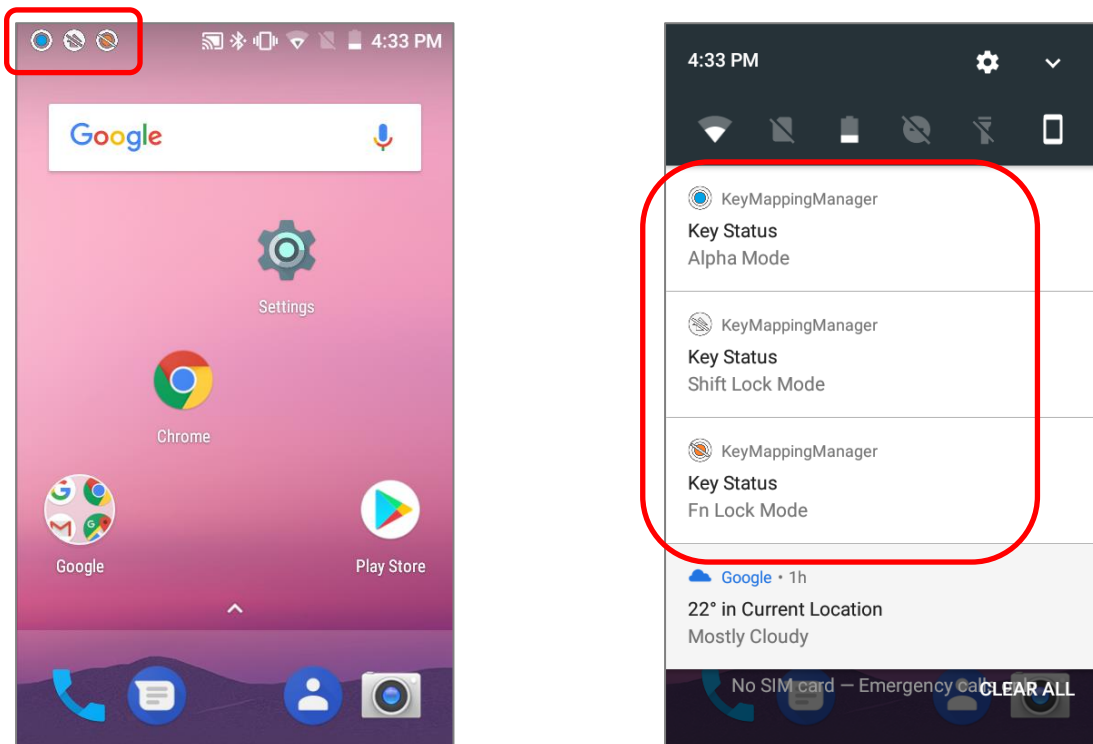 4:33 PM
Google
Settings
Chrome
Google
Play Store
4:33 PM
KeyMappingManager
Key Status
Alpha Mode
KeyMappingManager
Key Status
Shift Lock Mode
KeyMappingManager
Key Status
Fn Lock Mode
Google • 1h
22° in Current Location
Mostly Cloudy
No SIM card — Emergency
CLEAR ALL